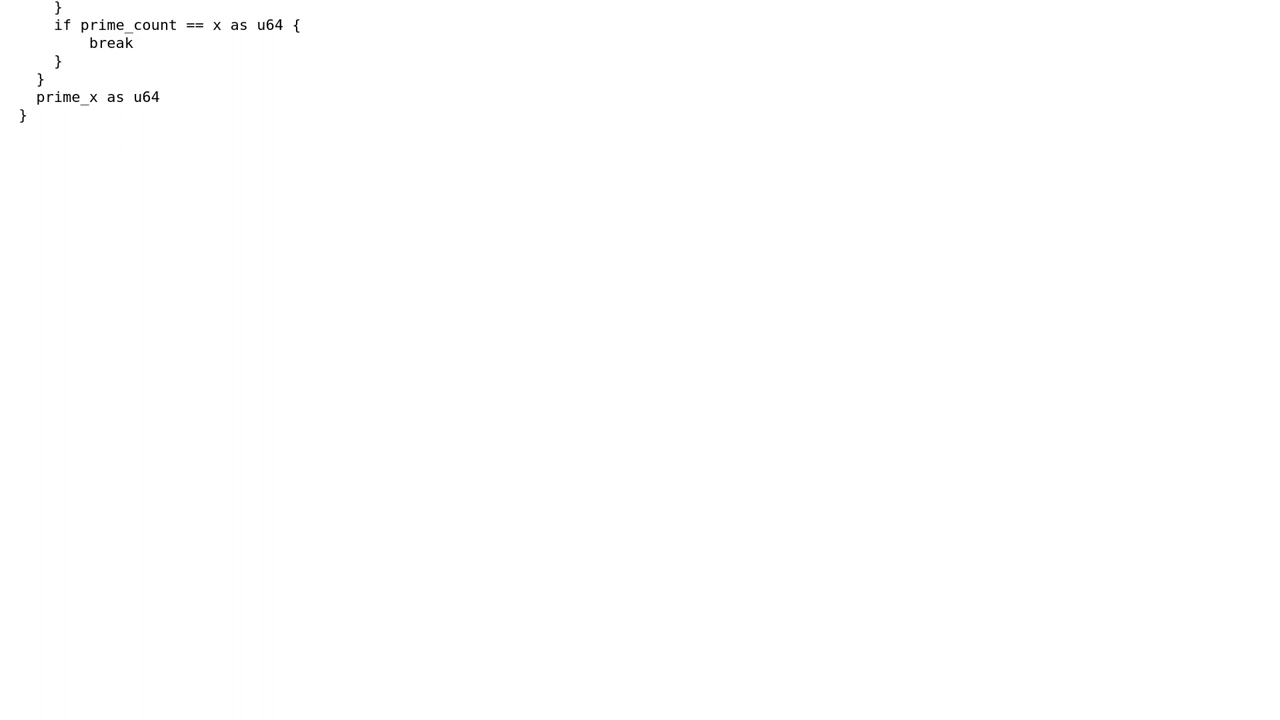 }
    if prime_count == x as u64 {
        break
    }
  }
  prime_x as u64
}